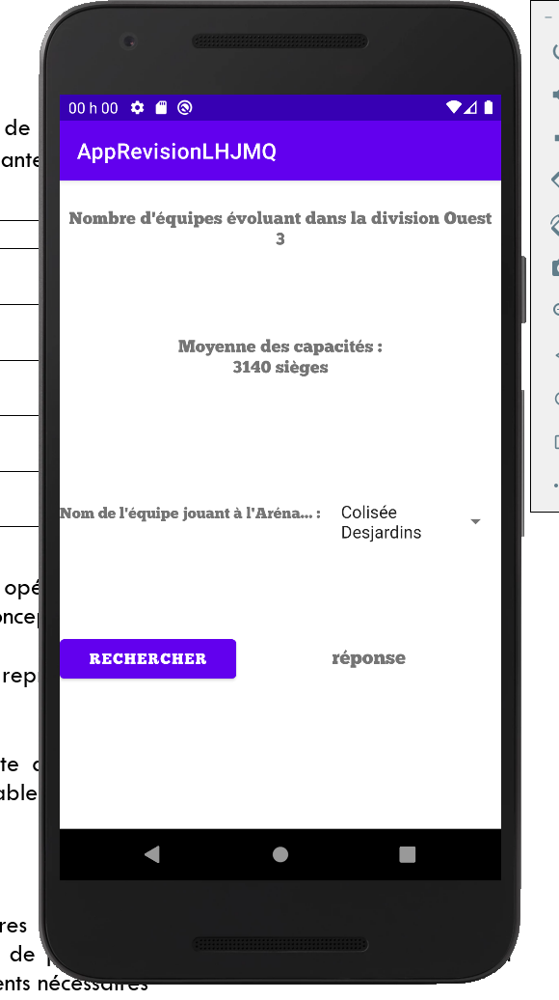 de
ante
00 h 00
AppRevisionLHJMQ
Nombre d'équipes évoluant dans la division Ouest
3
Moyenne des capacités :
3140 sièges
Nom de l'équipe jouant à l'Aréna... :
Colisée
Desjardins
opé
oncep
RECHERCHER
réponse
repr
te
able
res
de
ents nécessaires